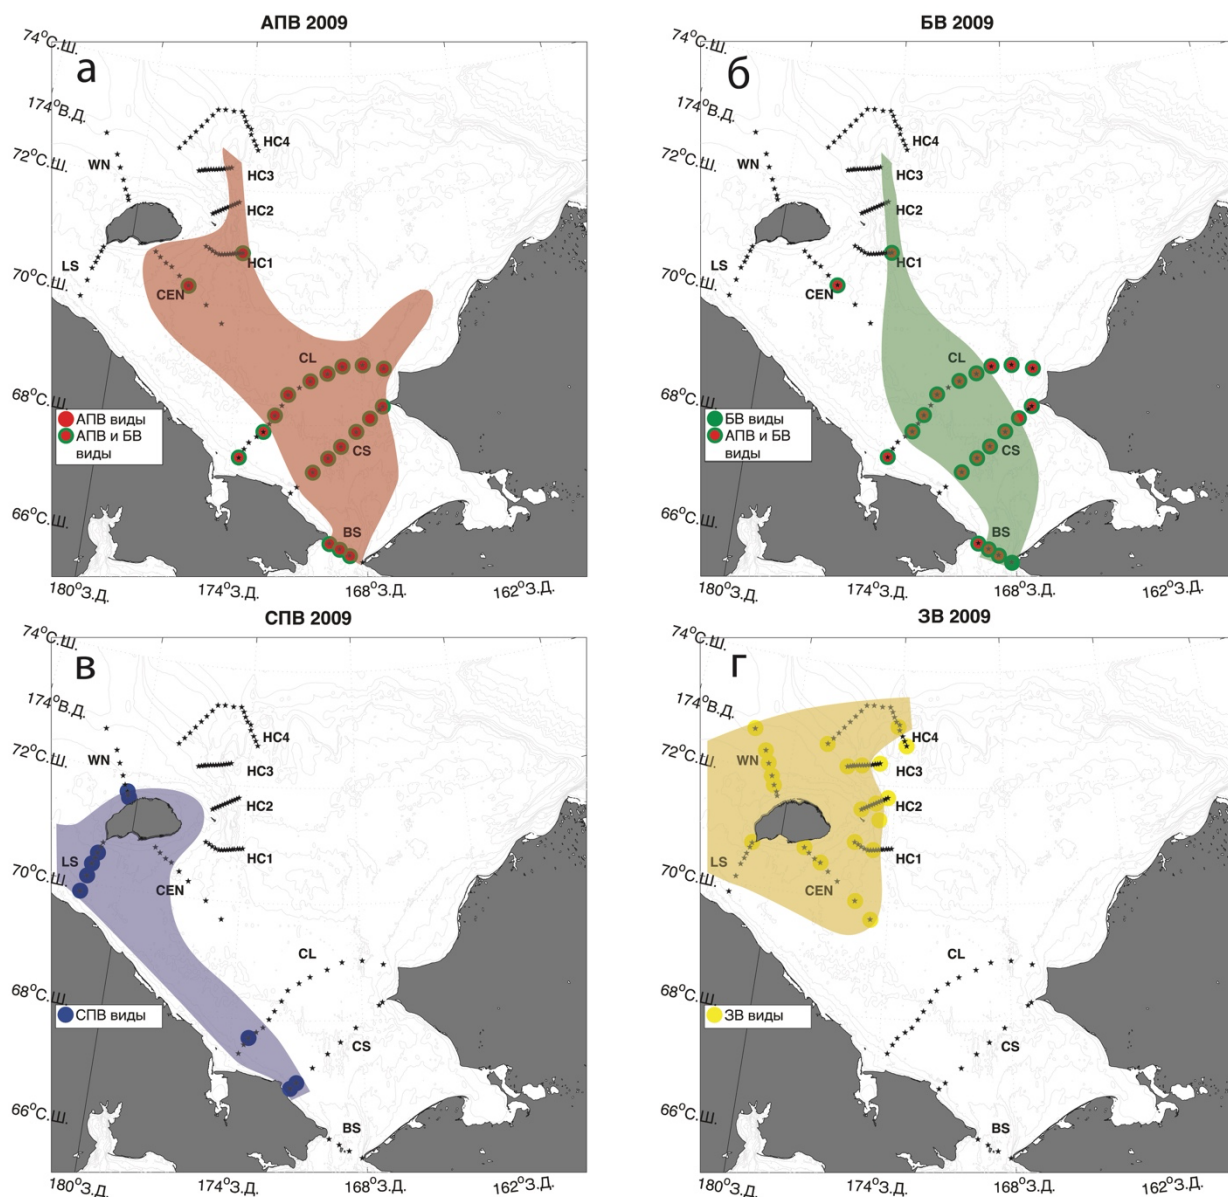 АПВ 2009
а
74°С.Ш.
174°В.Д.
72°С.Ш.
70°С.Ш.
68°С.Ш.
66°С.Ш.
180°З.Д.
174°З.Д.
168°З.Д.
162°З.Д.
WN
HC4
HC3
HC2
HC1
LS
CEN
CL
CS
BS
АПВ виды
АПВ и БВ
виды
БВ 2009
б
74°С.Ш.
174°В.Д.
72°С.Ш.
70°С.Ш.
68°С.Ш.
66°С.Ш.
180°З.Д.
174°З.Д.
168°З.Д.
162°З.Д.
WN
HC4
HC3
HC2
HC1
LS
CEN
CL
CS
BS
БВ виды
АПВ и БВ
виды
СПВ 2009
в
74°С.Ш.
174°В.Д.
72°С.Ш.
70°С.Ш.
68°С.Ш.
66°С.Ш.
180°З.Д.
174°З.Д.
168°З.Д.
162°З.Д.
WN
HC4
HC3
HC2
HC1
LS
CEN
CL
CS
BS
СПВ виды
ЗВ 2009
г
74°С.Ш.
174°В.Д.
72°С.Ш.
70°С.Ш.
68°С.Ш.
66°С.Ш.
180°З.Д.
174°З.Д.
168°З.Д.
162°З.Д.
WN
HC4
HC3
HC2
HC1
LS
CEN
CL
CS
BS
ЗВ виды